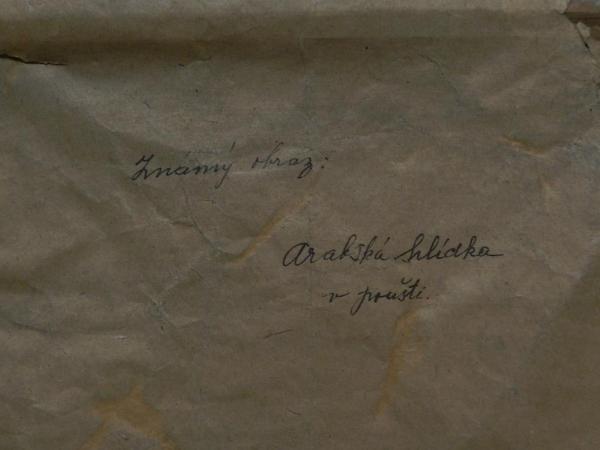 Známý obraz:
Arabská hlídka
v poušti.